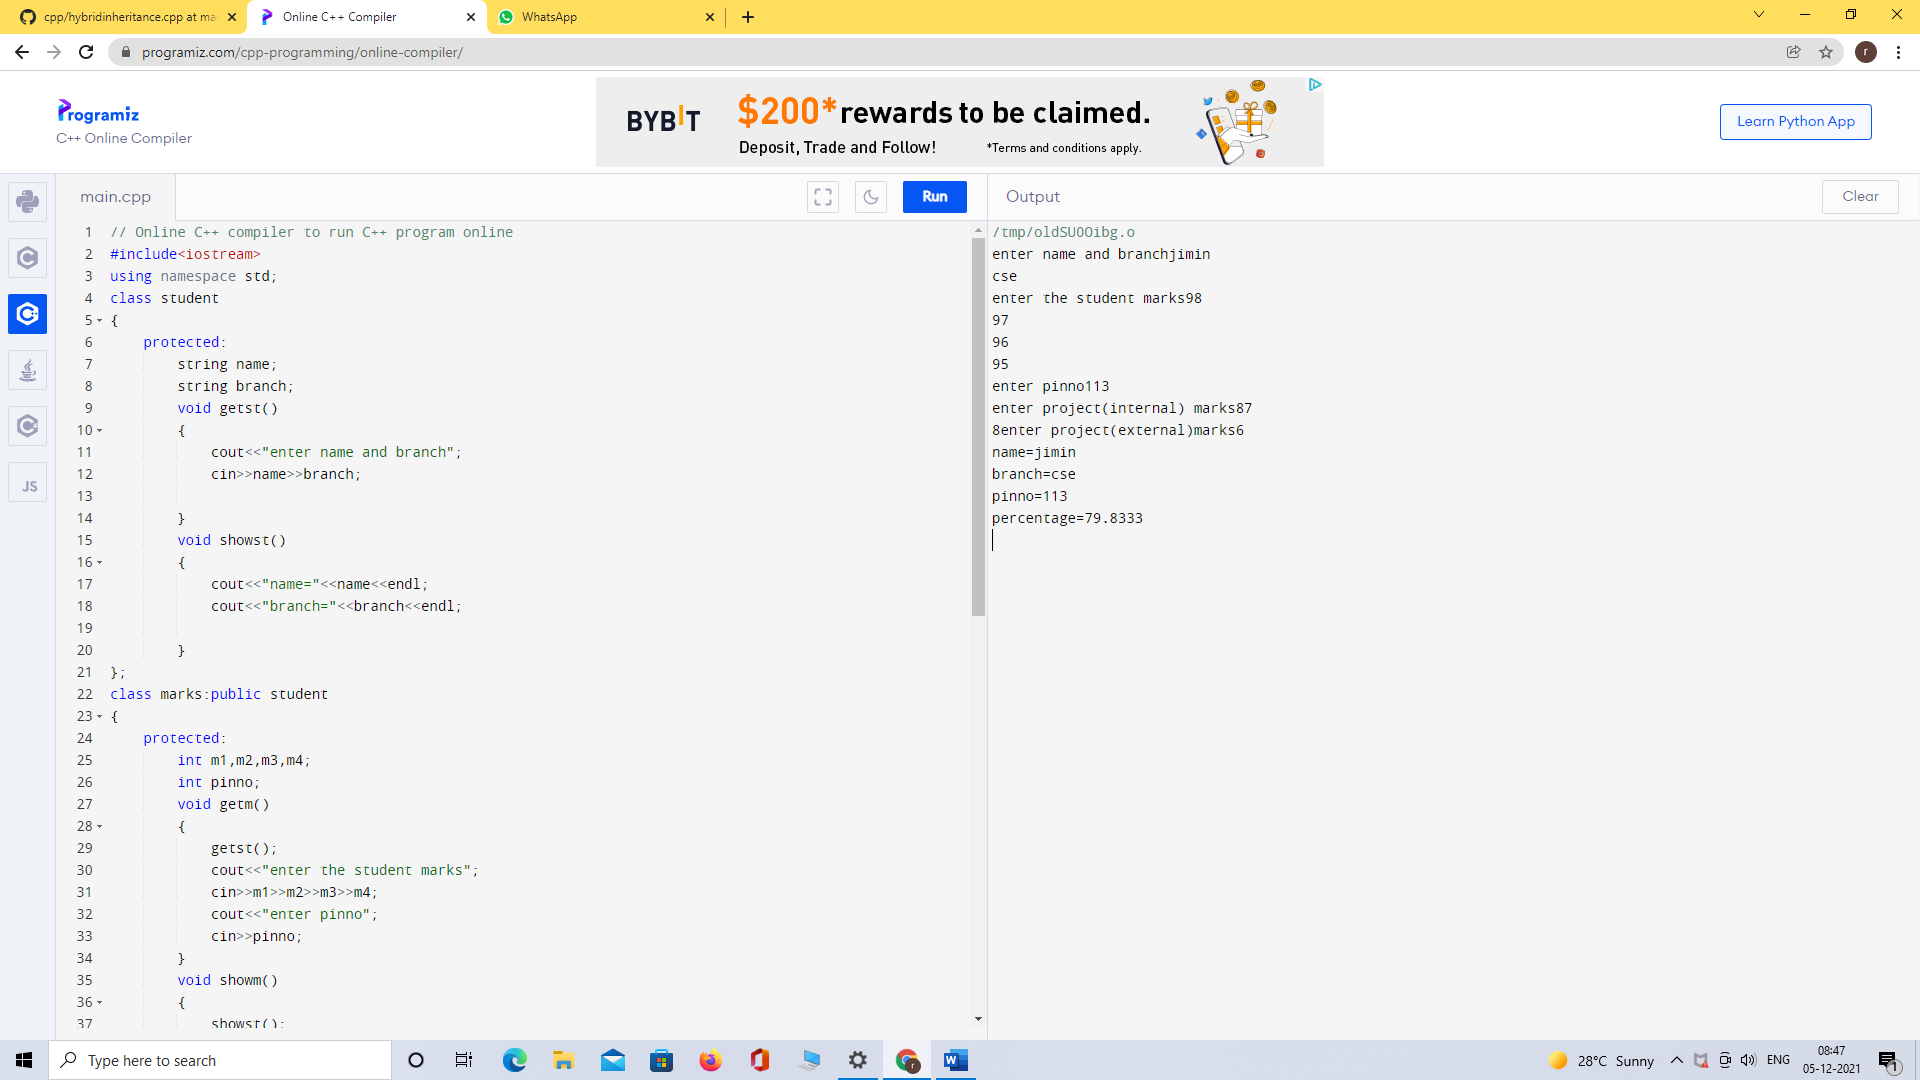 cpp/hybridinheritance.cpp at ma
Online C++ Compiler
WhatsApp
programiz.com/cpp-programming/online-compiler/
r
Programiz
C++ Online Compiler
BYBIT
$200* rewards to be claimed.
Deposit, Trade and Follow!
*Terms and conditions apply.
Learn Python App
main.cpp
Run
Output
Clear
JS
1 // Online C++ compiler to run C++ program online
2 #include<iostream>
3 using namespace std;
4 class student
5 {
6 protected:
7 string name;
8 string branch;
9 void getst()
10 {
11 cout<<"enter name and branch";
12 cin>>name>>branch;
13
14 }
15 void showst()
16 {
17 cout<<"name="<<name<<endl;
18 cout<<"branch="<<branch<<endl;
19
20 }
21 };
22 class marks:public student
23 {
24 protected:
25 int m1,m2,m3,m4;
26 int pinno;
27 void getm()
28 {
29 getst();
30 cout<<"enter the student marks";
31 cin>>m1>>m2>>m3>>m4;
32 cout<<"enter pinno";
33 cin>>pinno;
34 }
35 void showm()
36 {
37 showst();
/tmp/oldSU0Oibg.o
enter name and branchjimin
cse
enter the student marks98
97
96
95
enter pinno113
enter project(internal) marks87
8enter project(external)marks6
name=jimin
branch=cse
pinno=113
percentage=79.8333
Type here to search
28°C Sunny
ENG
08:47
05-12-2021
1